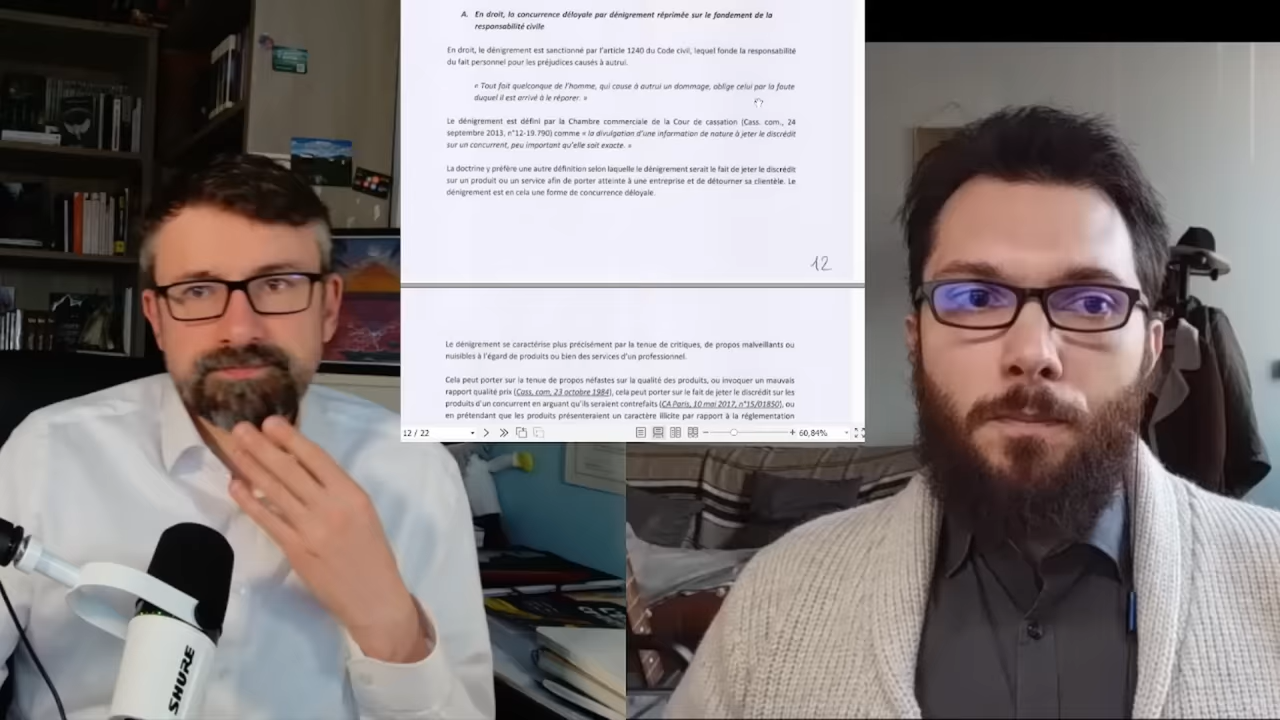 A. En droit, la concurrence déloyale par dénigrement réprimée sur le fondement de la
responsabilité civile
En droit, le dénigrement est sanctionné par l'article 1240 du Code civil, lequel fonde la responsabilité
du fait personnel pour les préjudices causés à autrui.
« Tout fait quelconque de l'homme, qui cause à autrui un dommage, oblige celui par la faute
duquel il est arrivé à le réparer. »
Le dénigrement est défini par la Chambre commerciale de la Cour de cassation (Cass. com., 24
septembre 2013, n°12-19.790) comme « la divulgation d'une information de nature à jeter le discrédit
sur un concurrent, peu important qu'elle soit exacte. »
La doctrine y préfère une autre définition selon laquelle le dénigrement serait le fait de jeter le discrédit
sur un produit ou un service afin de porter atteinte à une entreprise et de détourner sa clientèle. Le
dénigrement est en cela une forme de concurrence déloyale.
12
Le dénigrement se caractérise plus précisément par la tenue de critiques, de propos malveillants ou
nuisibles à l'égard de produits ou bien des services d'un professionnel.
Cela peut porter sur la tenue de propos néfastes sur la qualité des produits, ou invoquer un mauvais
rapport qualité prix (Cass. com, 23 octobre 1984), cela peut porter sur le fait de jeter le discrédit sur les
produits d'un concurrent en arguant qu'ils seraient contrefaits (CA Paris, 10 mai 2017, n°15/01850), ou
en prétendant que les produits présenteraient un caractère illicite par rapport à la règlementation
12 / 22
60,84%
SHURE